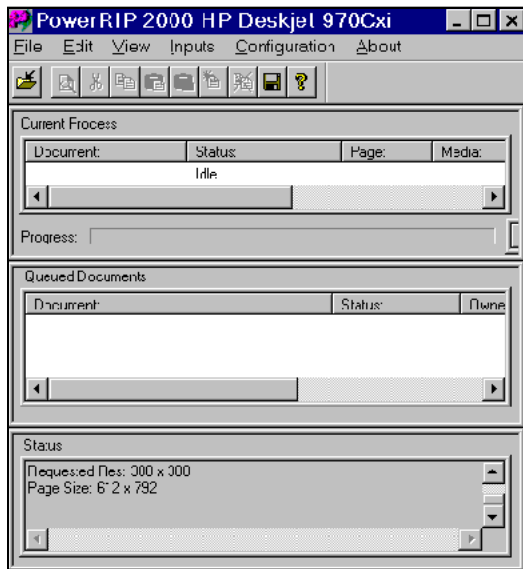 PowerRIP 2000 HP Deskjet 970Cxi
File Edit View Inputs Configuration About
Current Process
Document: Status: Page: Media:
Idle
Progress:
Queued Documents
Document: Status: Owne
Status
Requested Res: 300 x 300
Page Size: 612 x 792